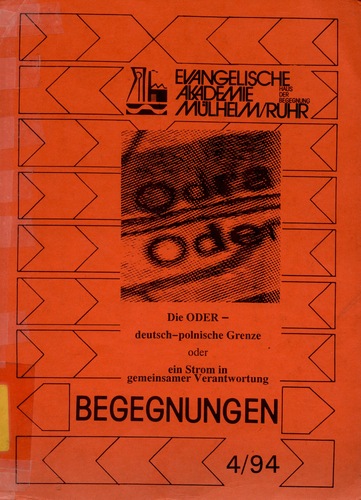 EVANGELISCHE
AKADEMIE
HAUS
DER
BEGEGNUNG
MÜLHEIM/RUHR
Odra
Oder
Die ODER –
deutsch-polnische Grenze
oder
ein Strom in
gemeinsamer Verantwortung
BEGEGNUNGEN
4/94